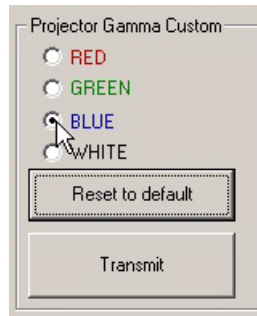 Projector Gamma Custom
RED
GREEN
BLUE
WHITE
Reset to default
Transmit